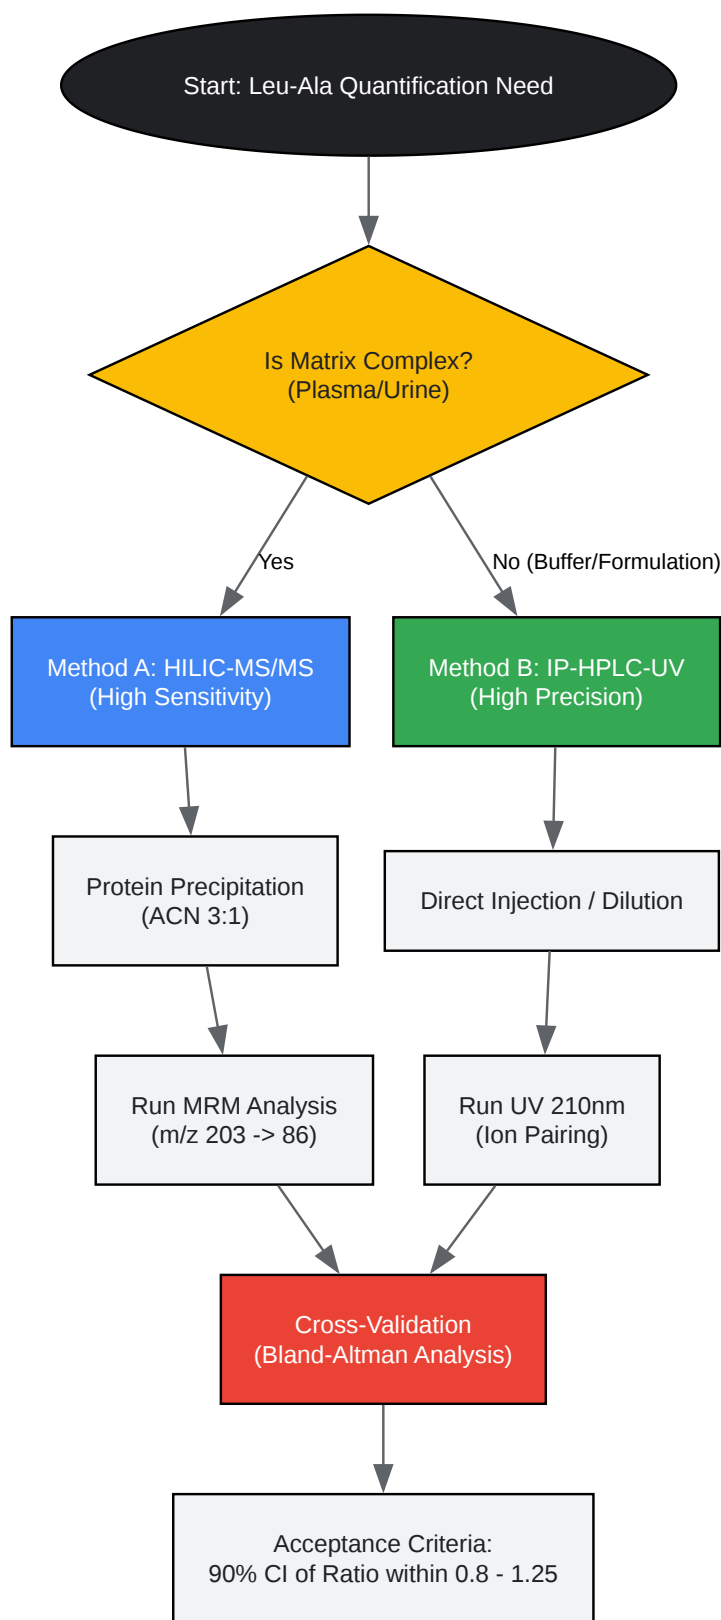 Start: Leu-Ala Quantification Need
Is Matrix Complex?
(Plasma/Urine)
Yes
No (Buffer/Formulation)
Method A: HILIC-MS/MS
(High Sensitivity)
Method B: IP-HPLC-UV
(High Precision)
Protein Precipitation
(ACN 3:1)
Direct Injection / Dilution
Run MRM Analysis
(m/z 203 -> 86)
Run UV 210nm
(Ion Pairing)
Cross-Validation
(Bland-Altman Analysis)
Acceptance Criteria:
90% CI of Ratio within 0.8 - 1.25